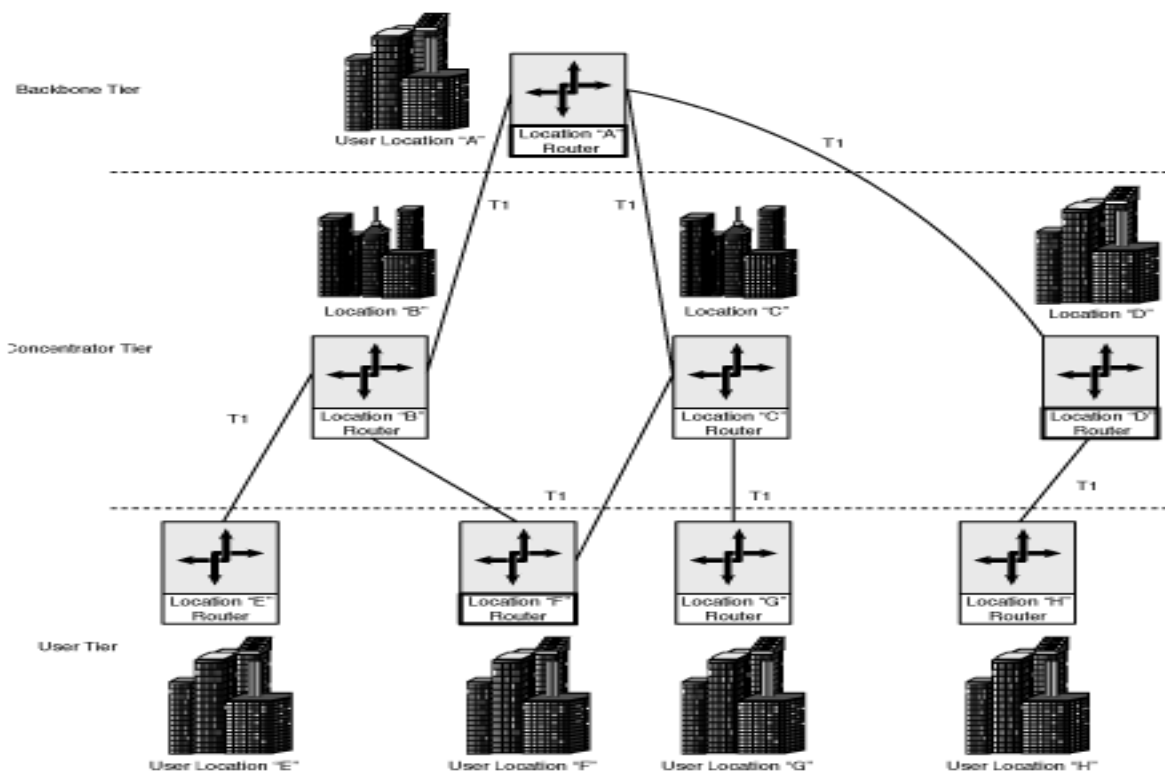 Backbone Tier
User Location "A"
Location "A"
Router
T1
T1
T1
Location "B"
Location "C"
Location "D"
Concentrator Tier
Location "B"
Router
Location "C"
Router
Location "D"
Router
T1
T1
T1
T1
Location "E"
Router
Location "F"
Router
Location "G"
Router
Location "H"
Router
User Tier
User Location "E"
User Location "F"
User Location "G"
User Location "H"